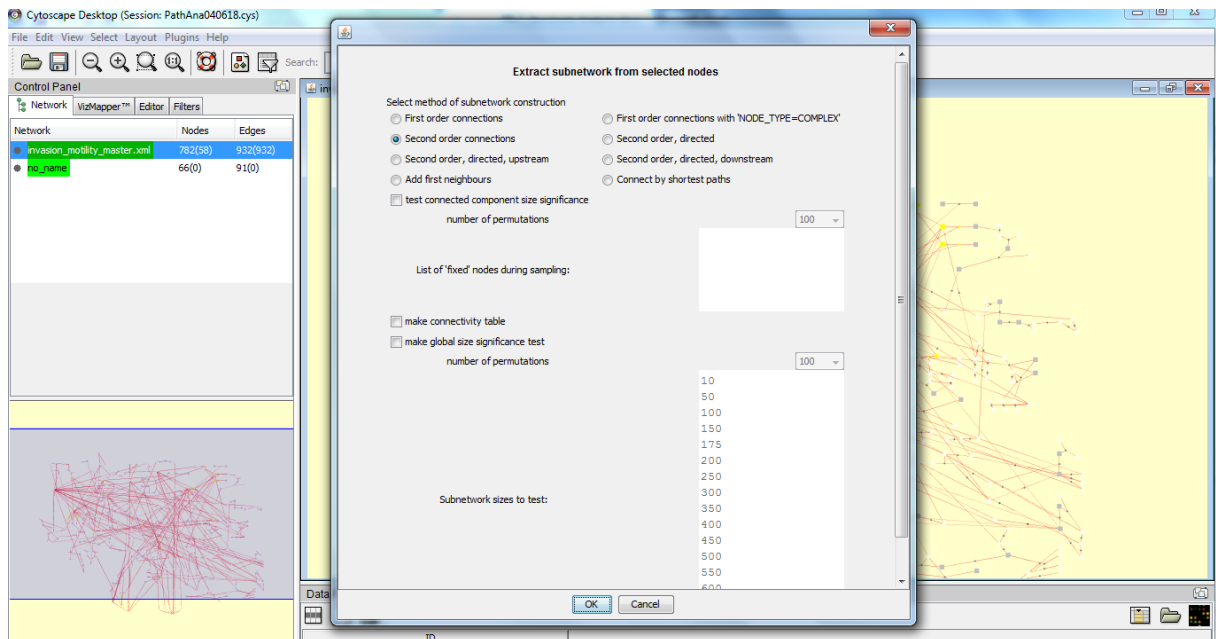 Cytoscape Desktop (Session: PathAna040618.cys)
File Edit View Select Layout Plugins Help
Search:
Control Panel
Network VizMapper™ Editor Filters
Network Nodes Edges
invasion_motility_master.xml 782(58) 932(932)
no_name 66(0) 91(0)
Extract subnetwork from selected nodes
Select method of subnetwork construction
First order connections First order connections with 'NODE_TYPE=COMPLEX'
Second order connections Second order, directed
Second order, directed, upstream Second order, directed, downstream
Add first neighbours Connect by shortest paths
test connected component size significance
number of permutations 100
List of 'fixed' nodes during sampling:
make connectivity table
make global size significance test
number of permutations 100
10
50
100
150
175
200
250
300
Subnetwork sizes to test:
350
400
450
500
550
600
OK Cancel
Data
ID